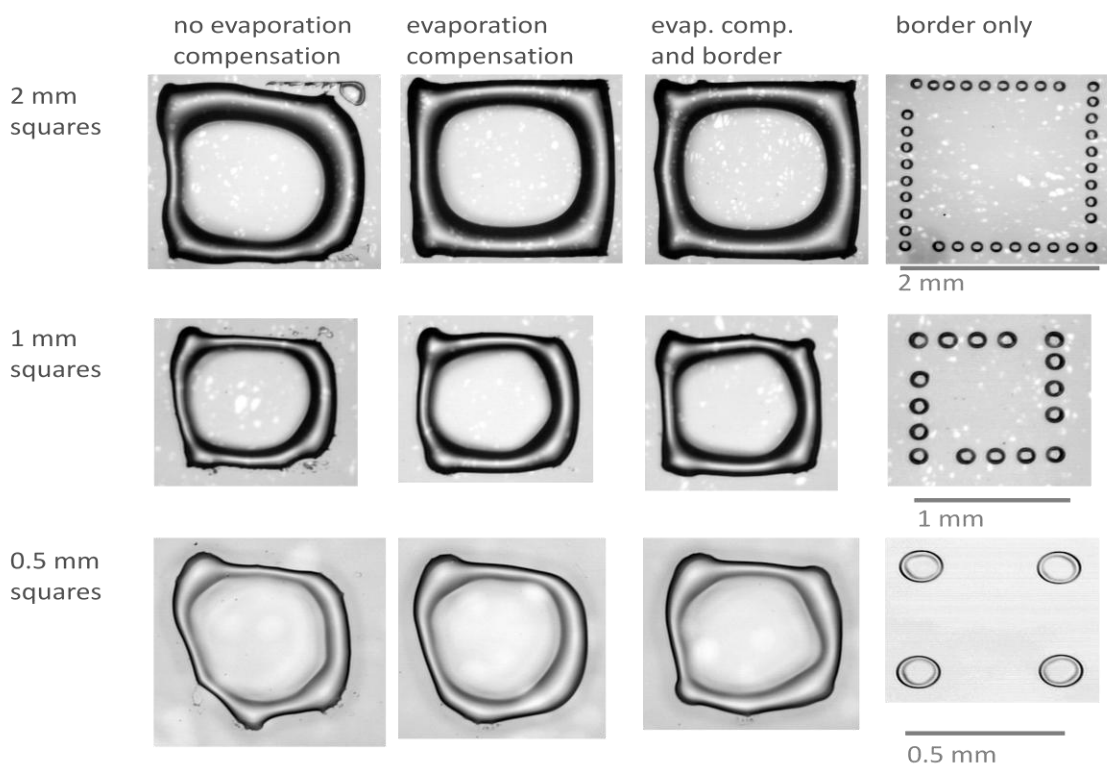 no evaporation
compensation
evaporation
compensation
evap. comp.
and border
border only
2 mm
squares
2 mm
1 mm
squares
1 mm
0.5 mm
squares
0.5 mm